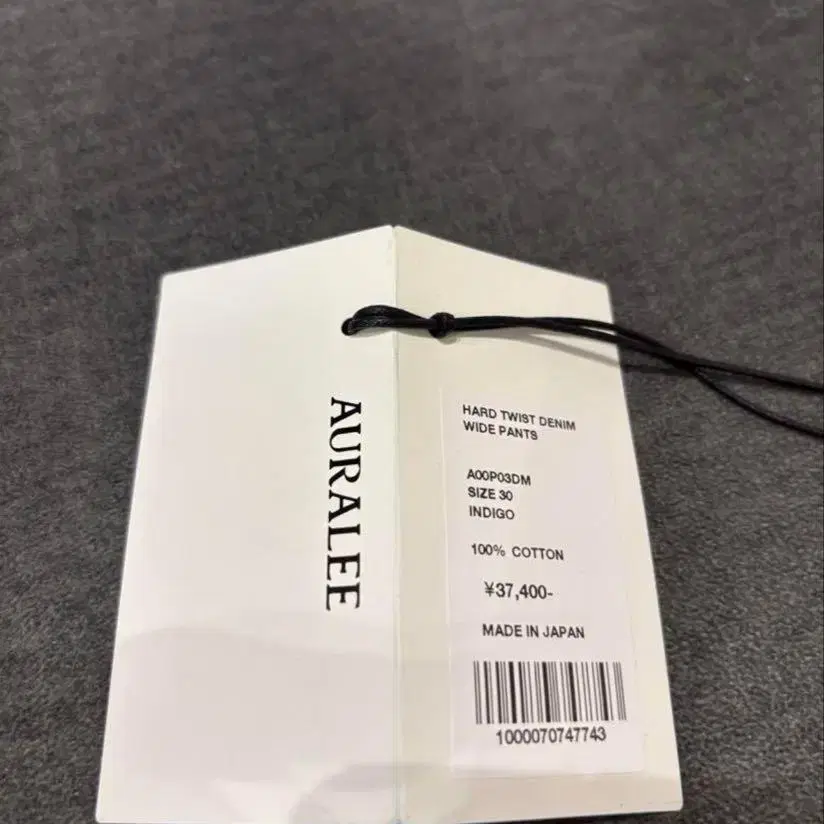 AURALEE
HARD TWIST DENIM
WIDE PANTS
A00P03DM
SIZE 30
INDIGO
100% COTTON
¥37,400-
MADE IN JAPAN
1000070747743